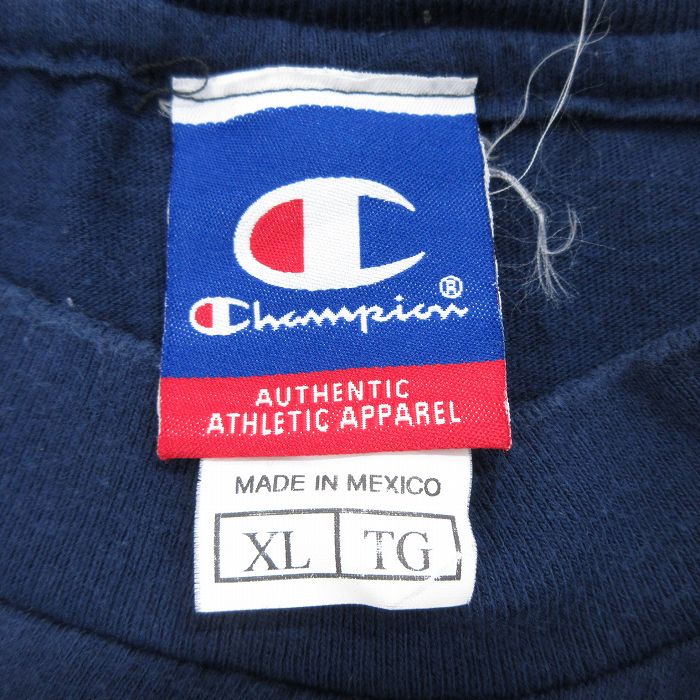 Champion®
AUTHENTIC
ATHLETIC APPAREL
MADE IN MEXICO
XL TG